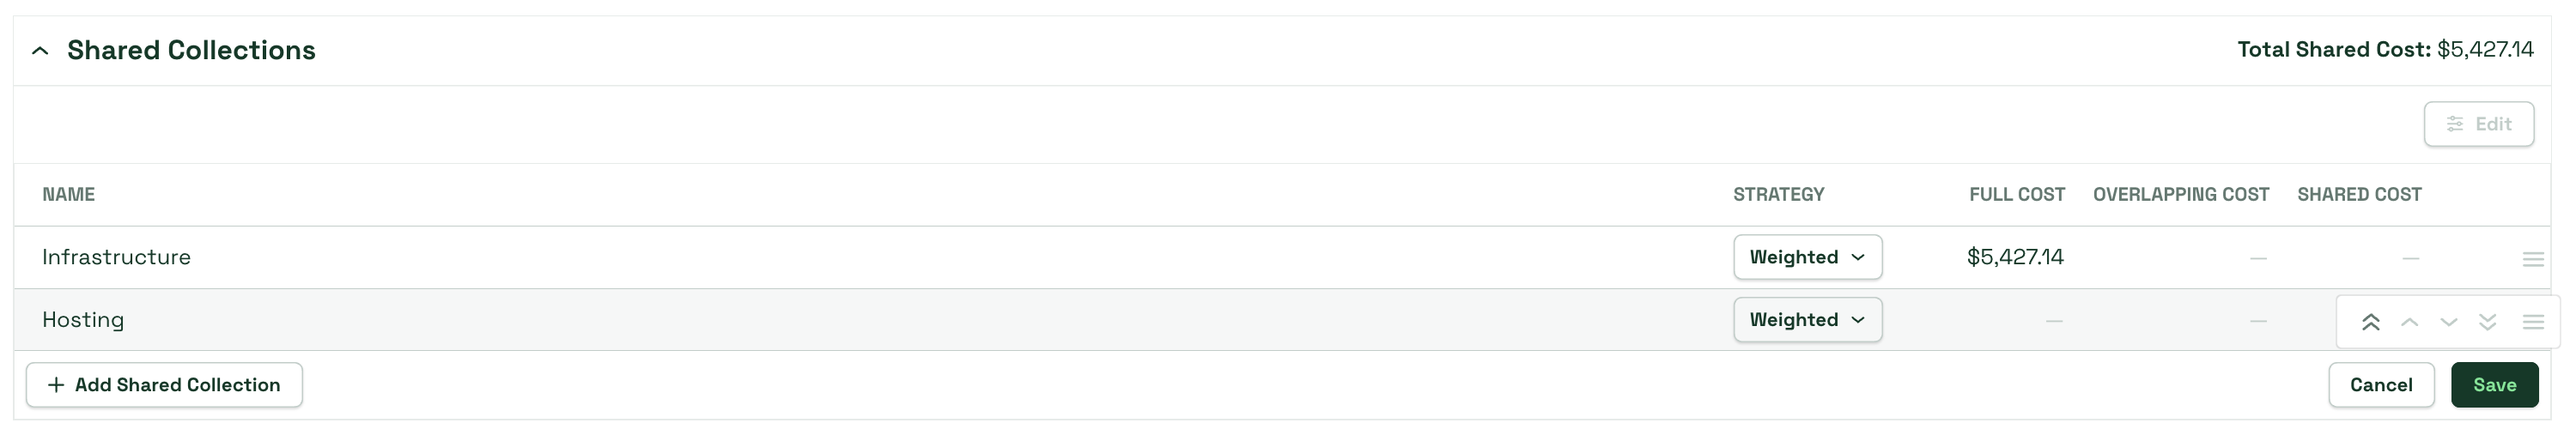 Shared Collections
Total Shared Cost: $5,427.14
Edit
NAME STRATEGY FULL COST OVERLAPPING COST SHARED COST
Infrastructure Weighted $5,427.14 — —
Hosting Weighted — —
+ Add Shared Collection Cancel Save